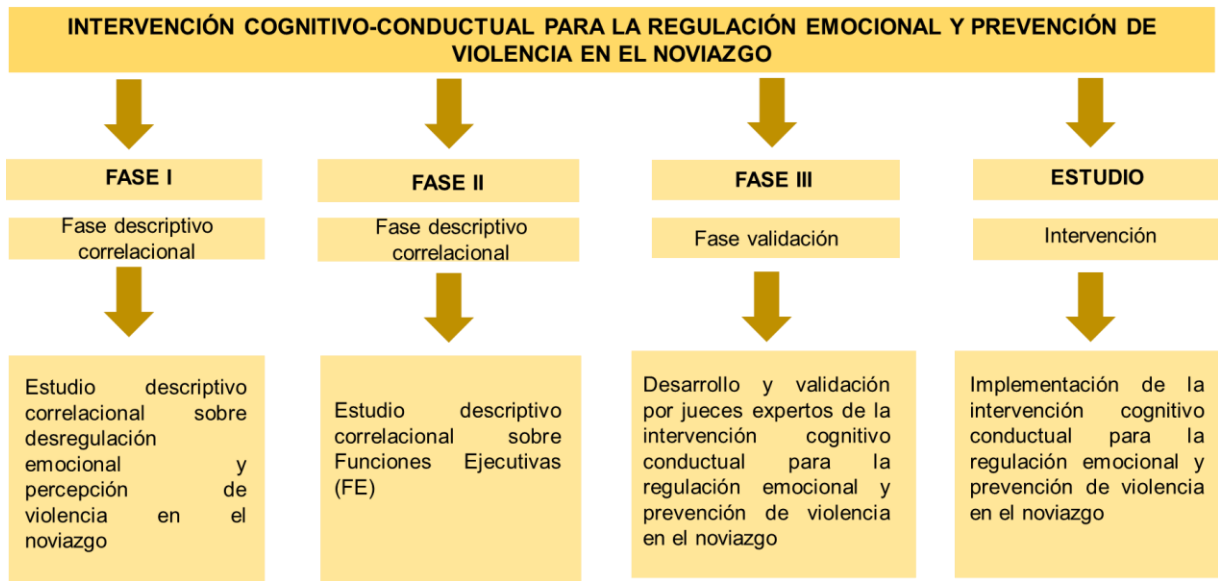 INTERVENCIÓN COGNITIVO-CONDUCTUAL PARA LA REGULACIÓN EMOCIONAL Y PREVENCIÓN DE
VIOLENCIA EN EL NOVIAZGO
FASE I
Fase descriptivo
correlacional
Estudio descriptivo
correlacional sobre
desregulación
emocional y
percepción de
violencia en el
noviazgo
FASE II
Fase descriptivo
correlacional
Estudio descriptivo
correlacional sobre
Funciones Ejecutivas
(FE)
FASE III
Fase validación
Desarrollo y validación
por jueces expertos de la
intervención cognitivo
conductual para la
regulación emocional y
prevención de violencia
en el noviazgo
ESTUDIO
Intervención
Implementación de la
intervención cognitivo
conductual para la
regulación emocional y
prevención de violencia
en el noviazgo